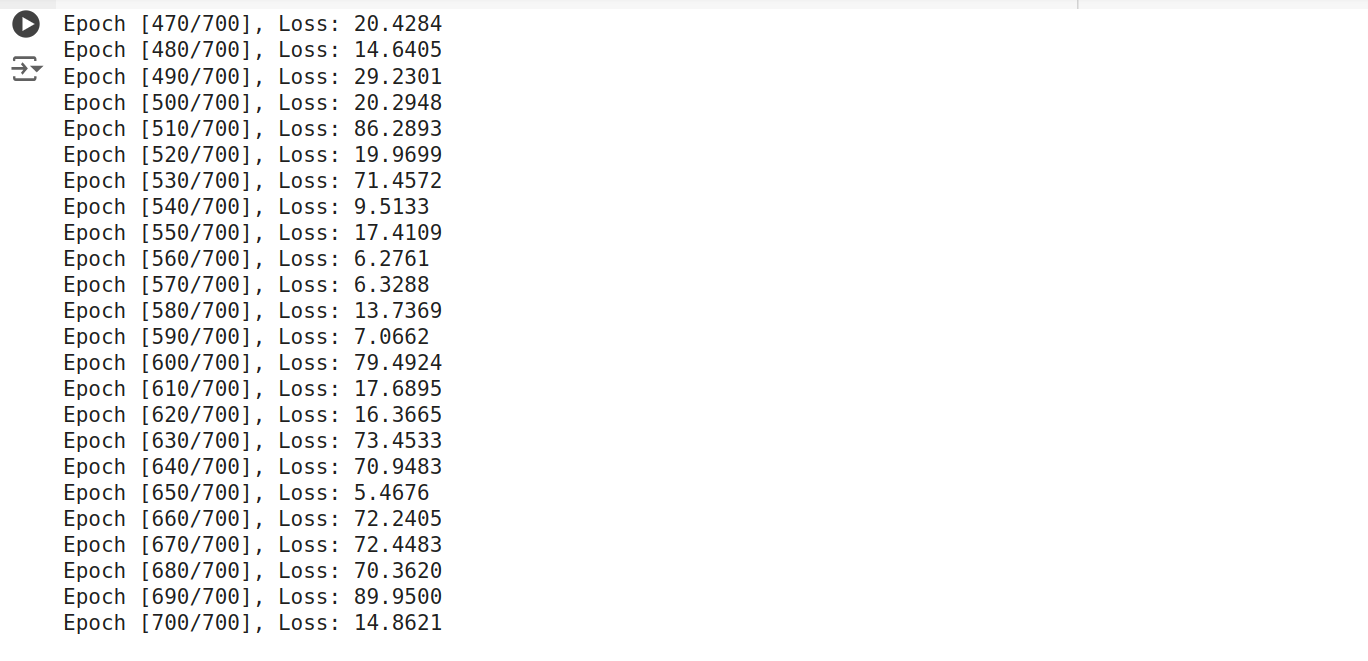 Epoch [470/700], Loss: 20.4284
Epoch [480/700], Loss: 14.6405
Epoch [490/700], Loss: 29.2301
Epoch [500/700], Loss: 20.2948
Epoch [510/700], Loss: 86.2893
Epoch [520/700], Loss: 19.9699
Epoch [530/700], Loss: 71.4572
Epoch [540/700], Loss: 9.5133
Epoch [550/700], Loss: 17.4109
Epoch [560/700], Loss: 6.2761
Epoch [570/700], Loss: 6.3288
Epoch [580/700], Loss: 13.7369
Epoch [590/700], Loss: 7.0662
Epoch [600/700], Loss: 79.4924
Epoch [610/700], Loss: 17.6895
Epoch [620/700], Loss: 16.3665
Epoch [630/700], Loss: 73.4533
Epoch [640/700], Loss: 70.9483
Epoch [650/700], Loss: 5.4676
Epoch [660/700], Loss: 72.2405
Epoch [670/700], Loss: 72.4483
Epoch [680/700], Loss: 70.3620
Epoch [690/700], Loss: 89.9500
Epoch [700/700], Loss: 14.8621